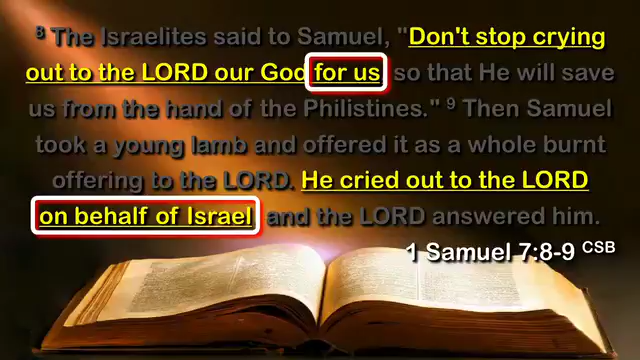 ⁸ The Israelites said to Samuel, "Don't stop crying
out to the LORD our God for us, so that He will save
us from the hand of the Philistines." ⁹ Then Samuel
took a young lamb and offered it as a whole burnt
offering to the LORD. He cried out to the LORD
on behalf of Israel, and the LORD answered him.
1 Samuel 7:8-9 CSB